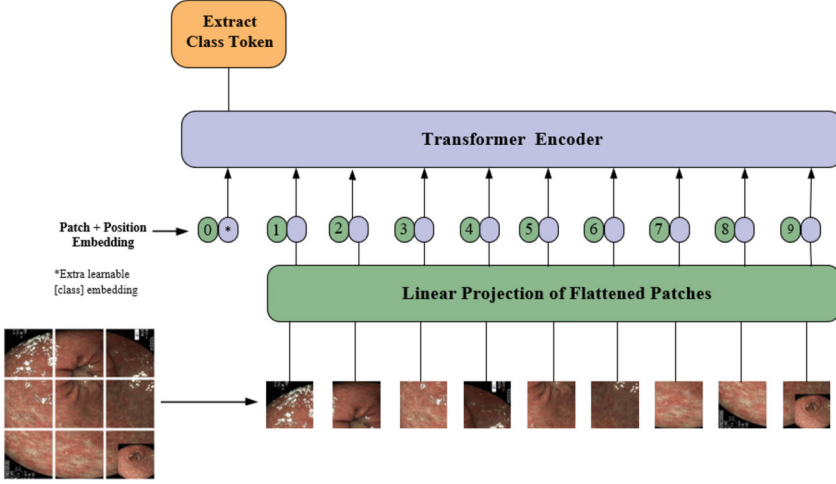 Extract
Class Token
Transformer Encoder
Patch + Position
Embedding
0 * 1 2 3 4 5 6 7 8 9
*Extra learnable
[class] embedding
Linear Projection of Flattened Patches